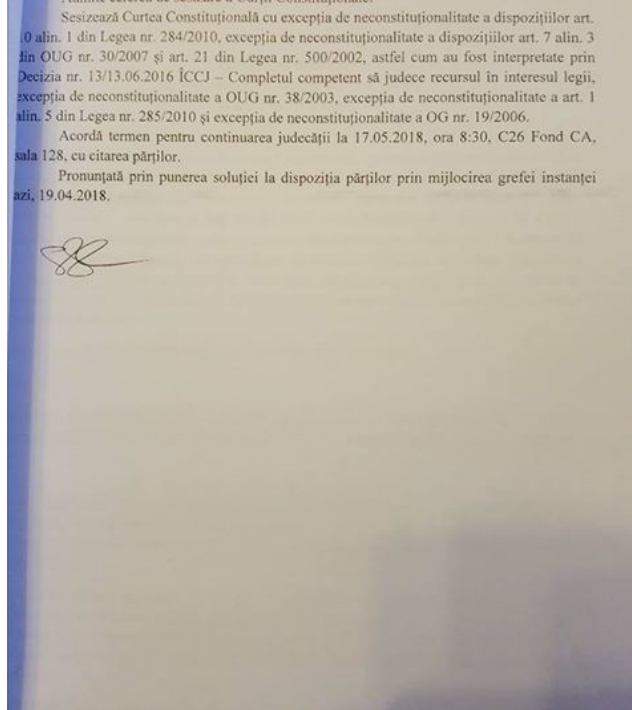 Sesizează Curtea Constituțională cu excepția de neconstituționalitate a dispozițiilor art.
10 alin. 1 din Legea nr. 284/2010, excepția de neconstituționalitate a dispozițiilor art. 7 alin. 3
din OUG nr. 30/2007 și art. 21 din Legea nr. 500/2002, astfel cum au fost interpretate prin
Decizia nr. 13/13.06.2016 ÎCCJ – Completul competent să judece recursul în interesul legii,
excepția de neconstituționalitate a OUG nr. 38/2003, excepția de neconstituționalitate a art. 1
alin. 5 din Legea nr. 285/2010 și excepția de neconstituționalitate a OG nr. 19/2006.
Acordă termen pentru continuarea judecății la 17.05.2018, ora 8:30, C26 Fond CA,
sala 128, cu citarea părților.
Pronunțată prin punerea soluției la dispoziția părților prin mijlocirea grefei instanței
azi, 19.04.2018.